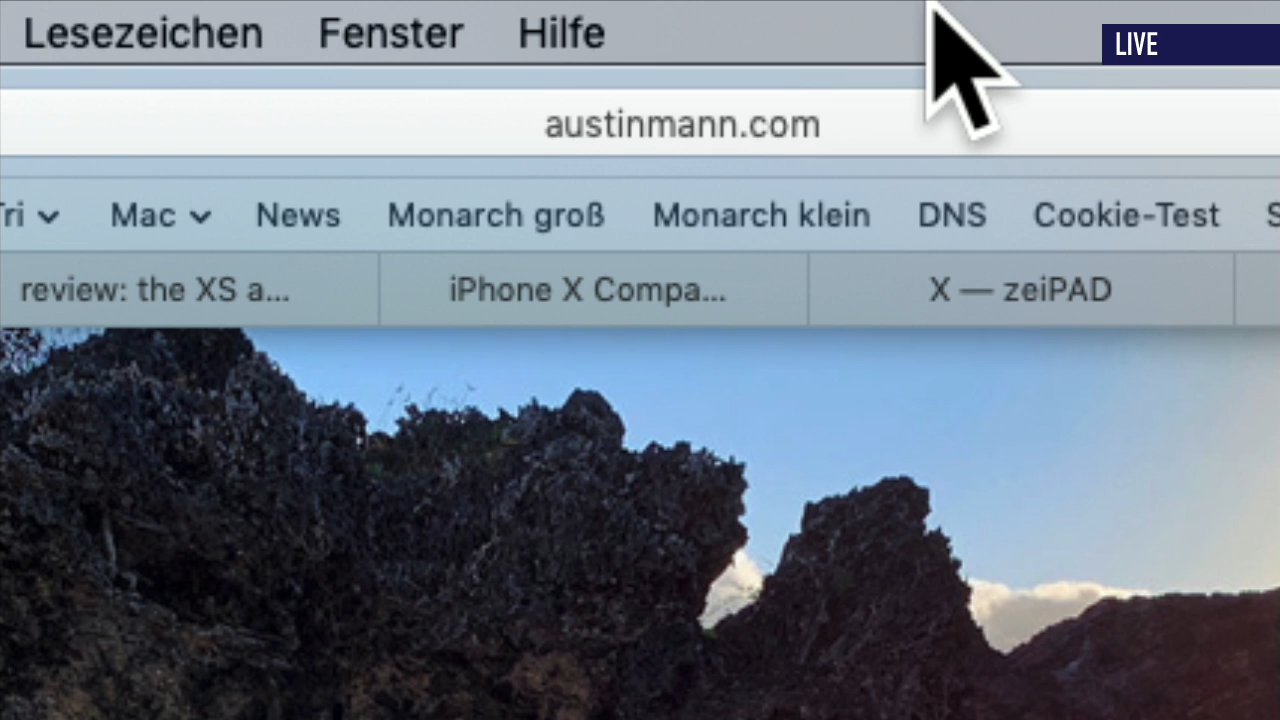 Lesezeichen Fenster Hilfe
LIVE
austinmann.com
Mac News Monarch groß Monarch klein DNS Cookie-Test
review: the XS a... iPhone X Compa... X — zeiPAD